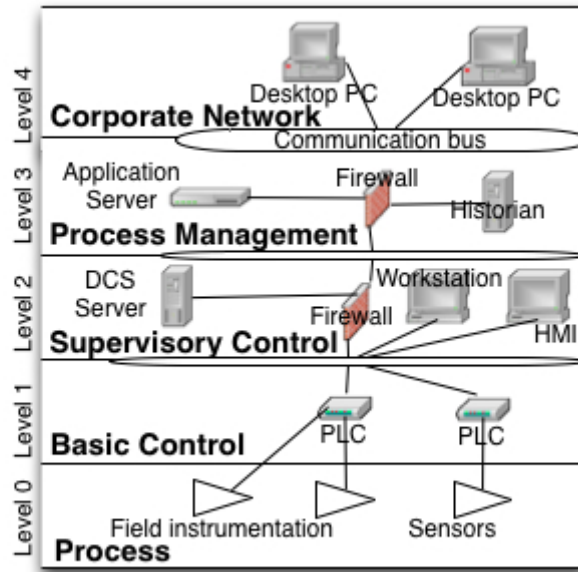 Level 4
Desktop PC
Desktop PC
Corporate Network
Communication bus
Level 3
Application
Server
Firewall
Historian
Process Management
Level 2
DCS
Server
Workstation
Firewall
HMI
Supervisory Control
Level 1
PLC
PLC
Basic Control
Level 0
Field instrumentation
Sensors
Process